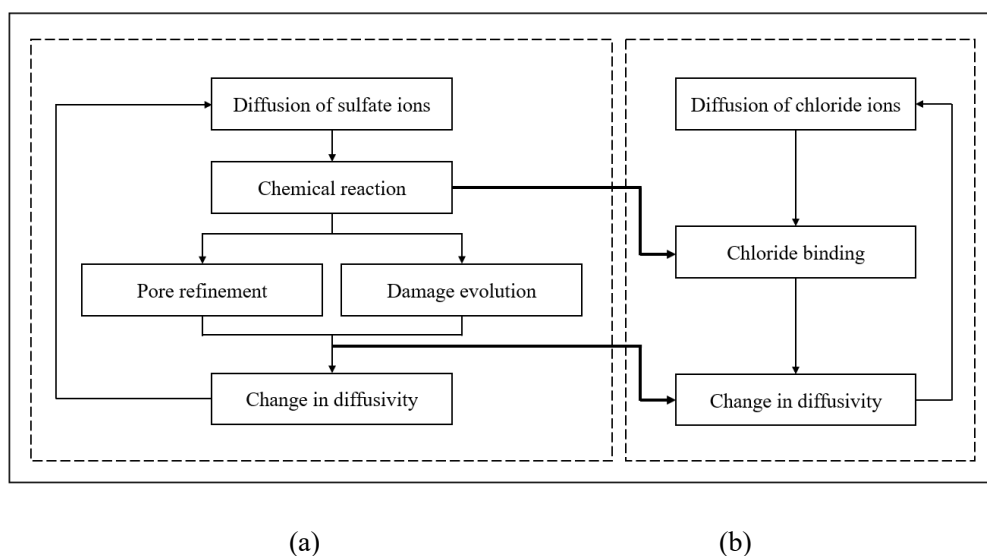 Diffusion of sulfate ions
Chemical reaction
Pore refinement
Damage evolution
Change in diffusivity
Diffusion of chloride ions
Chloride binding
Change in diffusivity
(a)
(b)